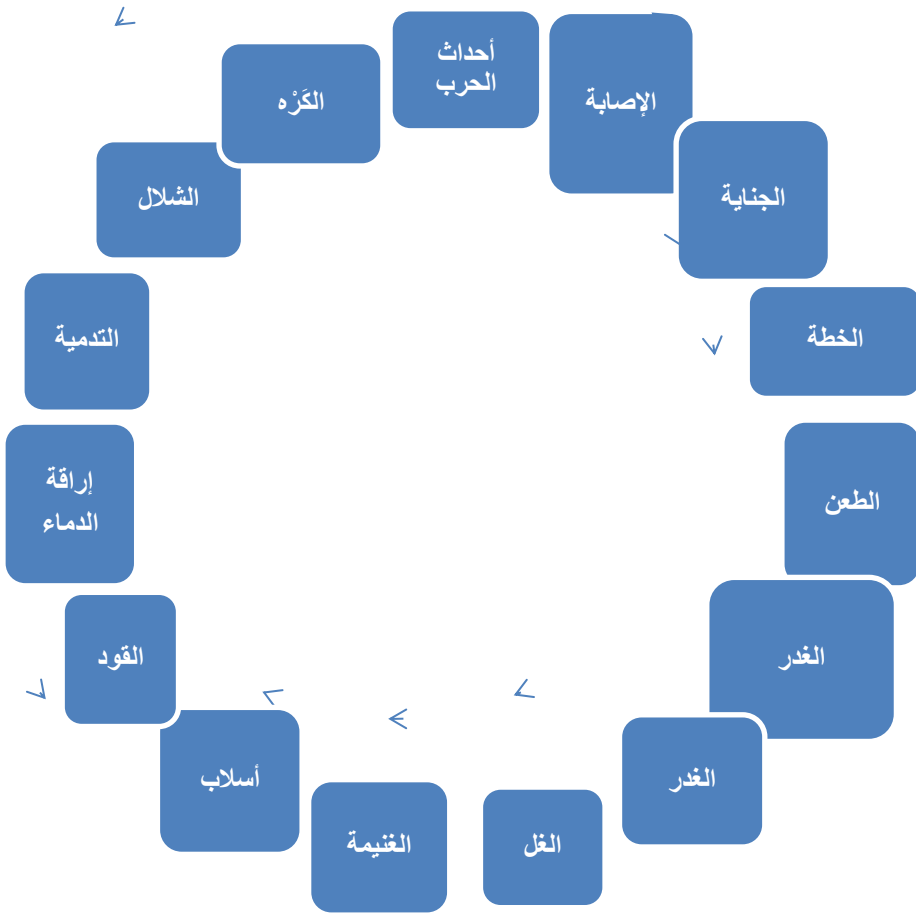 أحداث
الحرب
الإصابة
الجناية
الخطة
الطعن
الغدر
الغدر
الغل
الغنيمة
أسلاب
القود
إراقة
الدماء
التدمية
الشلال
الكَرْه